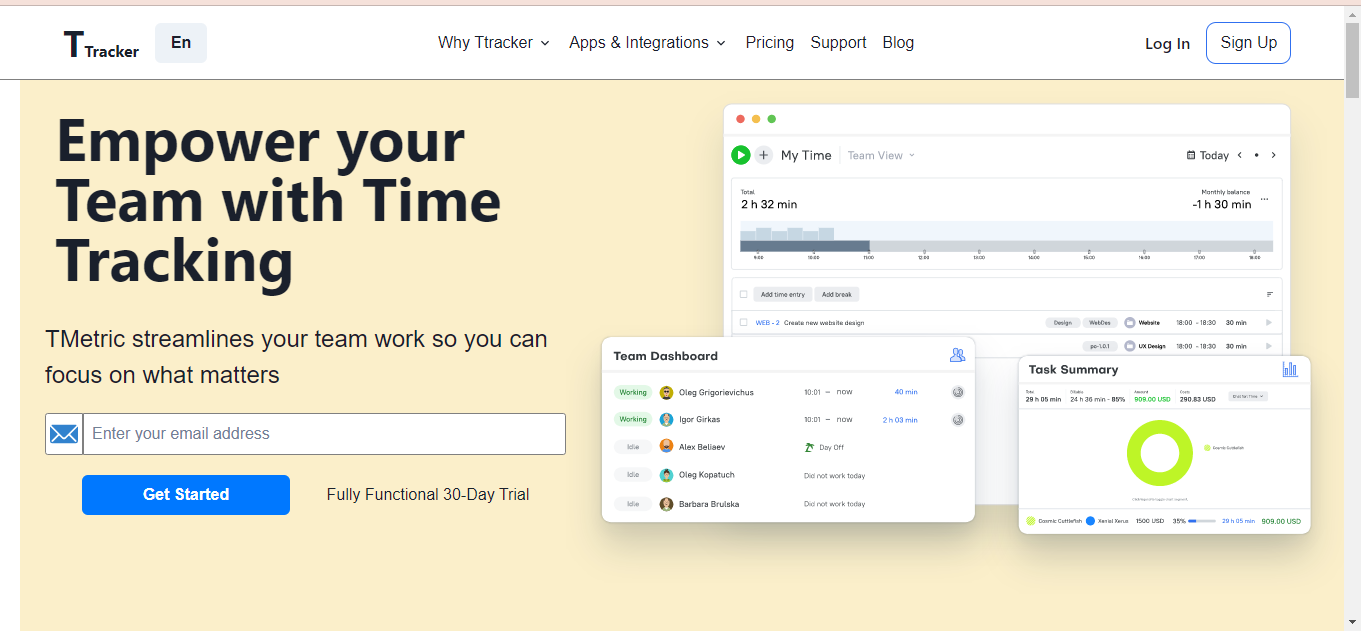 T Tracker
En
Why Ttracker
Apps & Integrations
Pricing
Support
Blog
Log In
Sign Up
Empower your
Team with Time
Tracking
TMetric streamlines your team work so you can
focus on what matters
Enter your email address
Get Started
Fully Functional 30-Day Trial
My Time
Team View
Today
Total
Monthly balance
2 h 32 min
-1 h 30 min
9:00 10:00 11:00 12:00 13:00 14:00 15:00 16:00 17:00 18:00
Add time entry
Add break
WEB - 2 Create new website design Design WebDev Website 18:00 - 18:30 30 min
po-1.0.1 UX Design 18:00 - 18:30 30 min
Team Dashboard
Working Oleg Grigorievichus 10:01 – now 40 min
Working Igor Girkas 10:01 – now 2 h 03 min
Idle Alex Beliaev Day Off
Idle Oleg Kopatuch Did not work today
Idle Barbara Brulska Did not work today
Task Summary
Total Billable Amount Costs
29 h 05 min 24 h 36 min - 85% 909.00 USD 290.83 USD
Cosmic Cuttlefish
Cosmic Cuttlefish Xerial Xerus 1500 USD 35% 29 h 05 min 909.00 USD